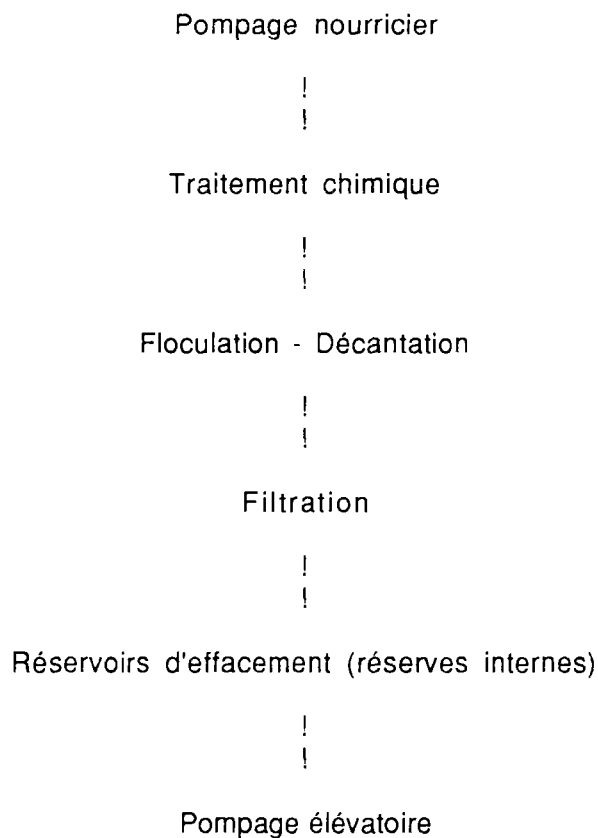 Pompage nourricier
!
!
Traitement chimique
!
!
Floculation - Décantation
!
!
Filtration
!
!
Réservoirs d'effacement (réserves internes)
!
!
Pompage élévatoire